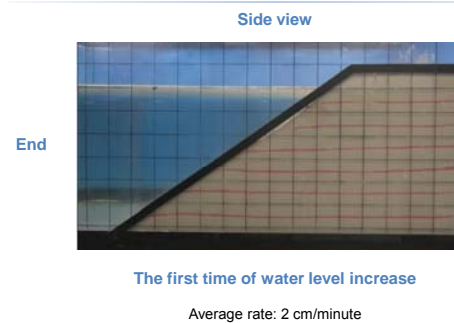 Side view
End
The first time of water level increase
Average rate: 2 cm/minute